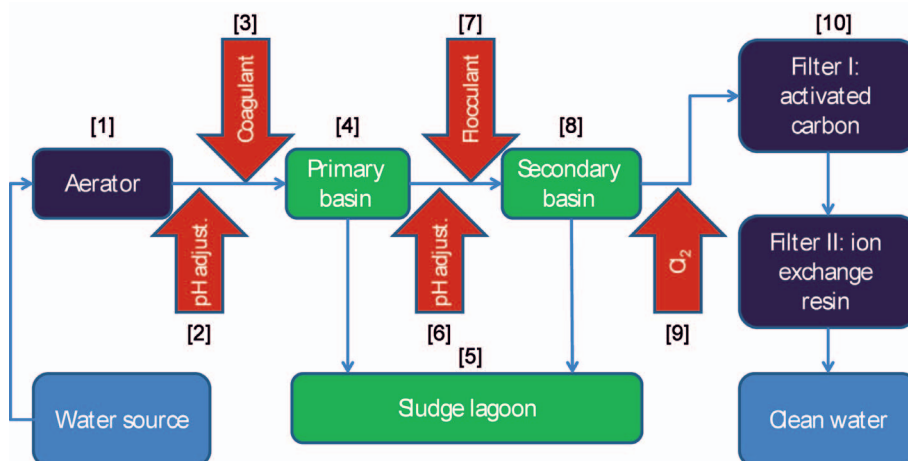 [3]
[7]
[10]
Coagulant
Flocculant
Filter I:
activated
carbon
[1]
[4]
[8]
Aerator
Primary
basin
Secondary
basin
pH adjust.
pH adjust.
Cl₂
Filter II: ion
exchange
resin
[2]
[6]
[9]
[5]
Water source
Sludge lagoon
Clean water